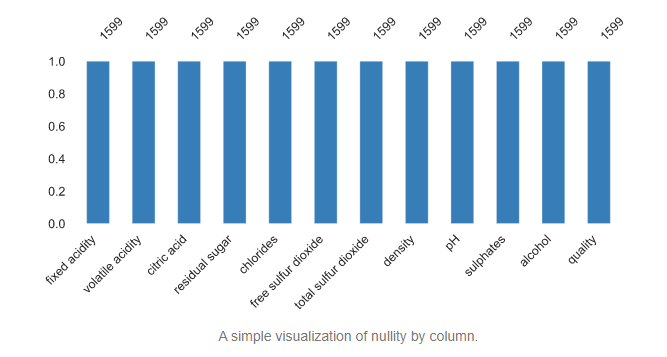 1599 1599 1599 1599 1599 1599 1599 1599 1599 1599 1599 1599
1.0
0.8
0.6
0.4
0.2
0.0
fixed acidity
volatile acidity
citric acid
residual sugar
chlorides
free sulfur dioxide
total sulfur dioxide
density
pH
sulphates
alcohol
quality
A simple visualization of nullity by column.